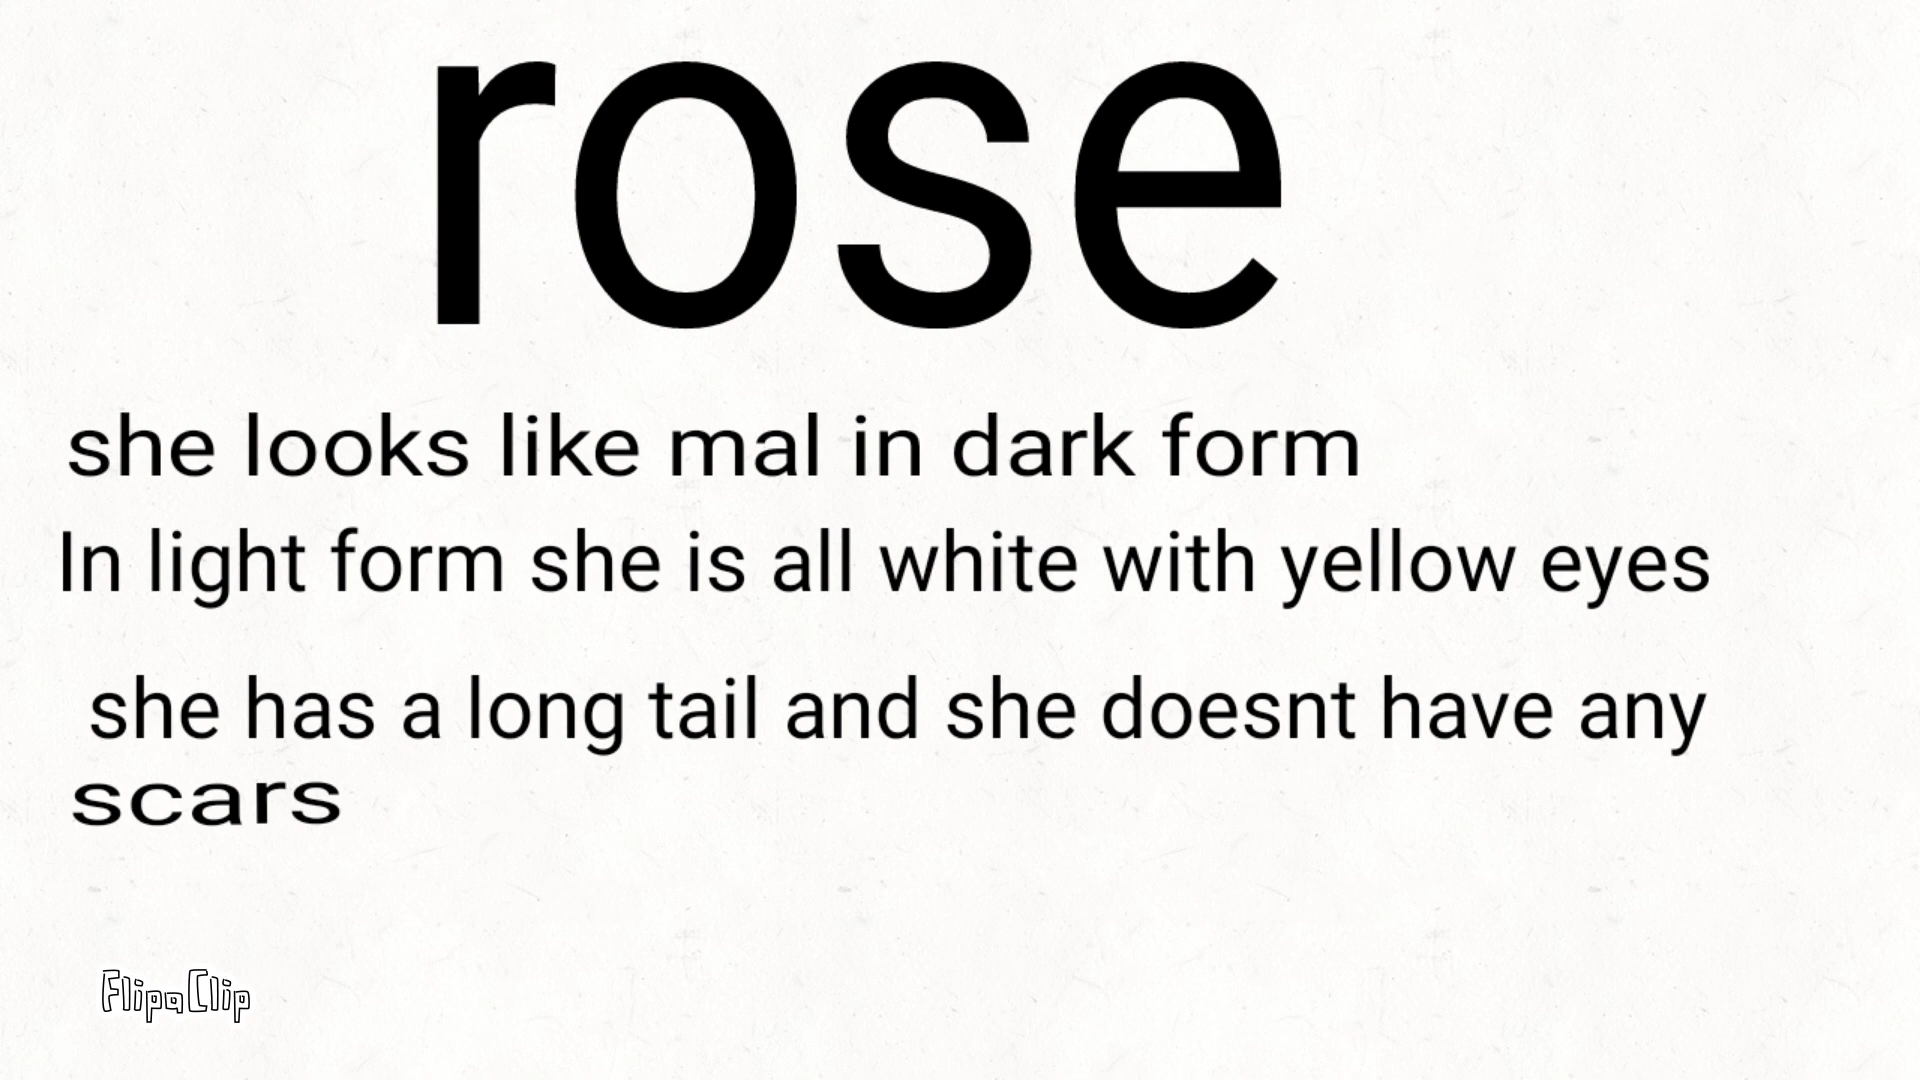 rose
she looks like mal in dark form
In light form she is all white with yellow eyes
she has a long tail and she doesnt have any
scars
FlipaClip